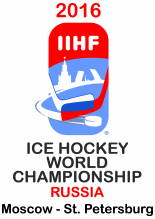 2016
IIHF
ICE HOCKEY
WORLD
CHAMPIONSHIP
RUSSIA
Moscow - St. Petersburg